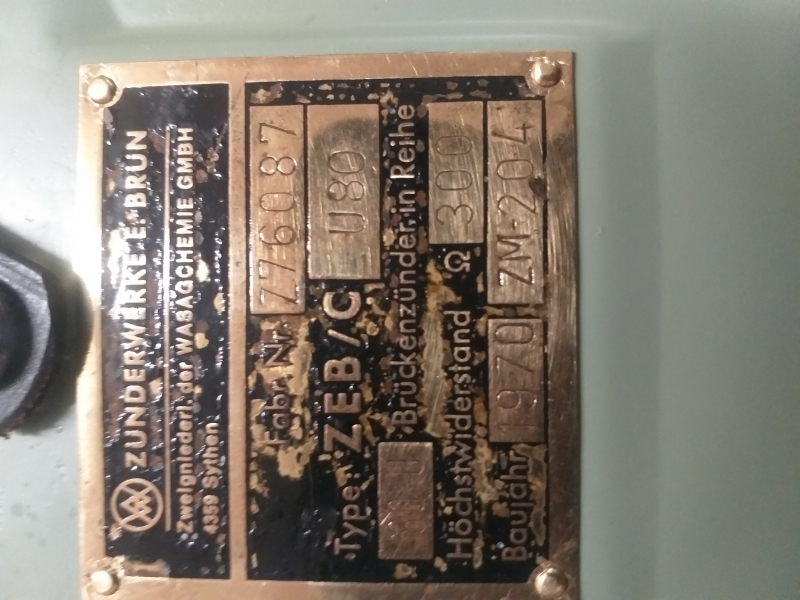 ZÜNDERWERKE E. BRÜN
Zweigniederl. der WASAGCHEMIE GMBH
4359 Sythen
Fabr. Nr. 776087
Type: ZEB/C U80
Brückenzünder in Reihe
Höchstwiderstand Ω 300
Baujahr 1970 ZM-204